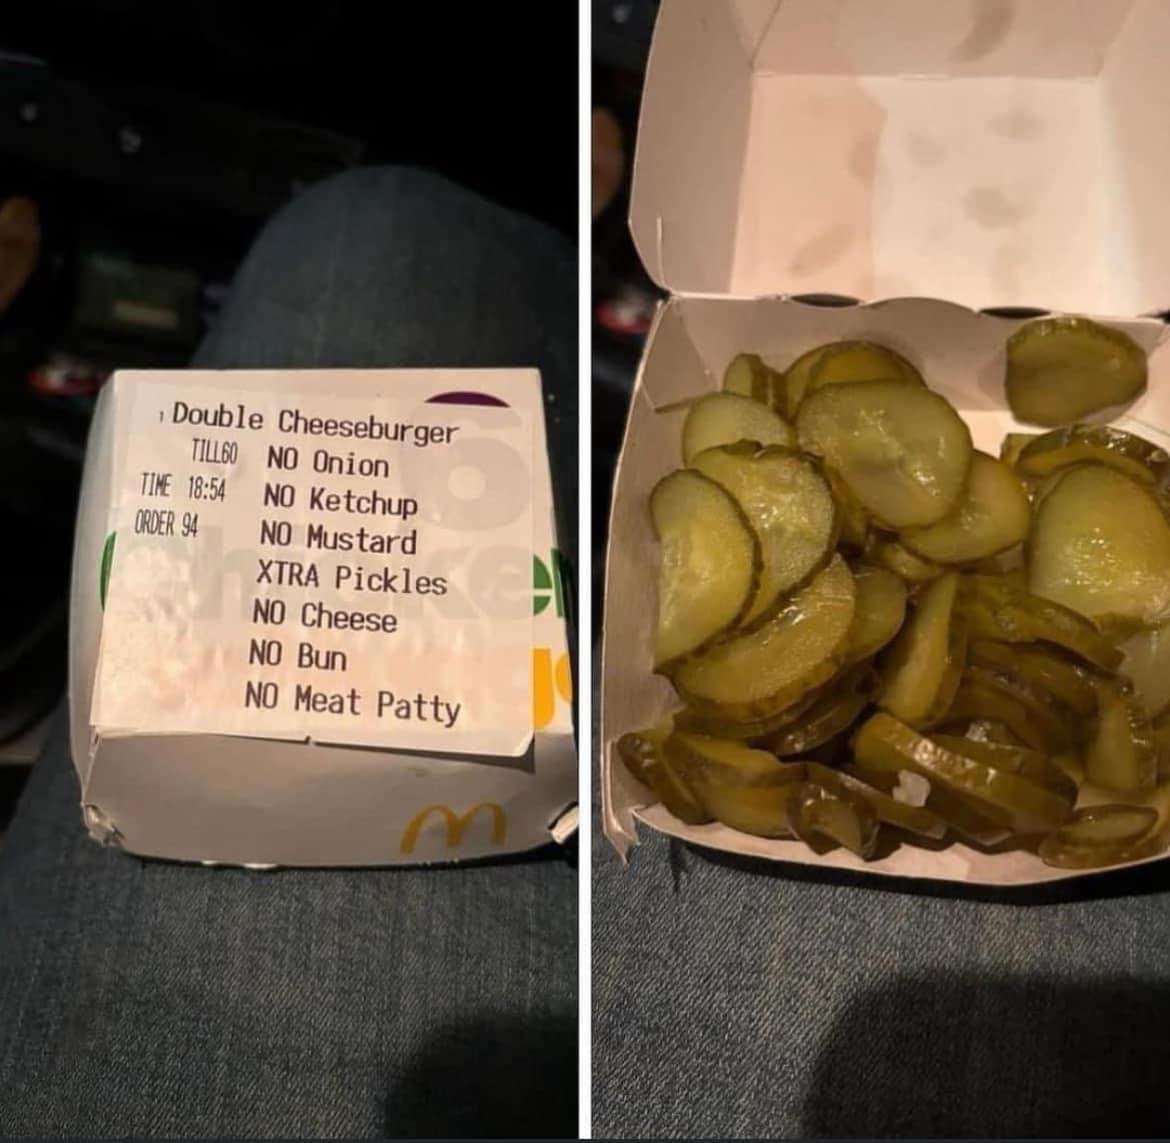 1 Double Cheeseburger
TILL60 NO Onion
TIME 18:54 NO Ketchup
ORDER 94 NO Mustard
XTRA Pickles
NO Cheese
NO Bun
NO Meat Patty